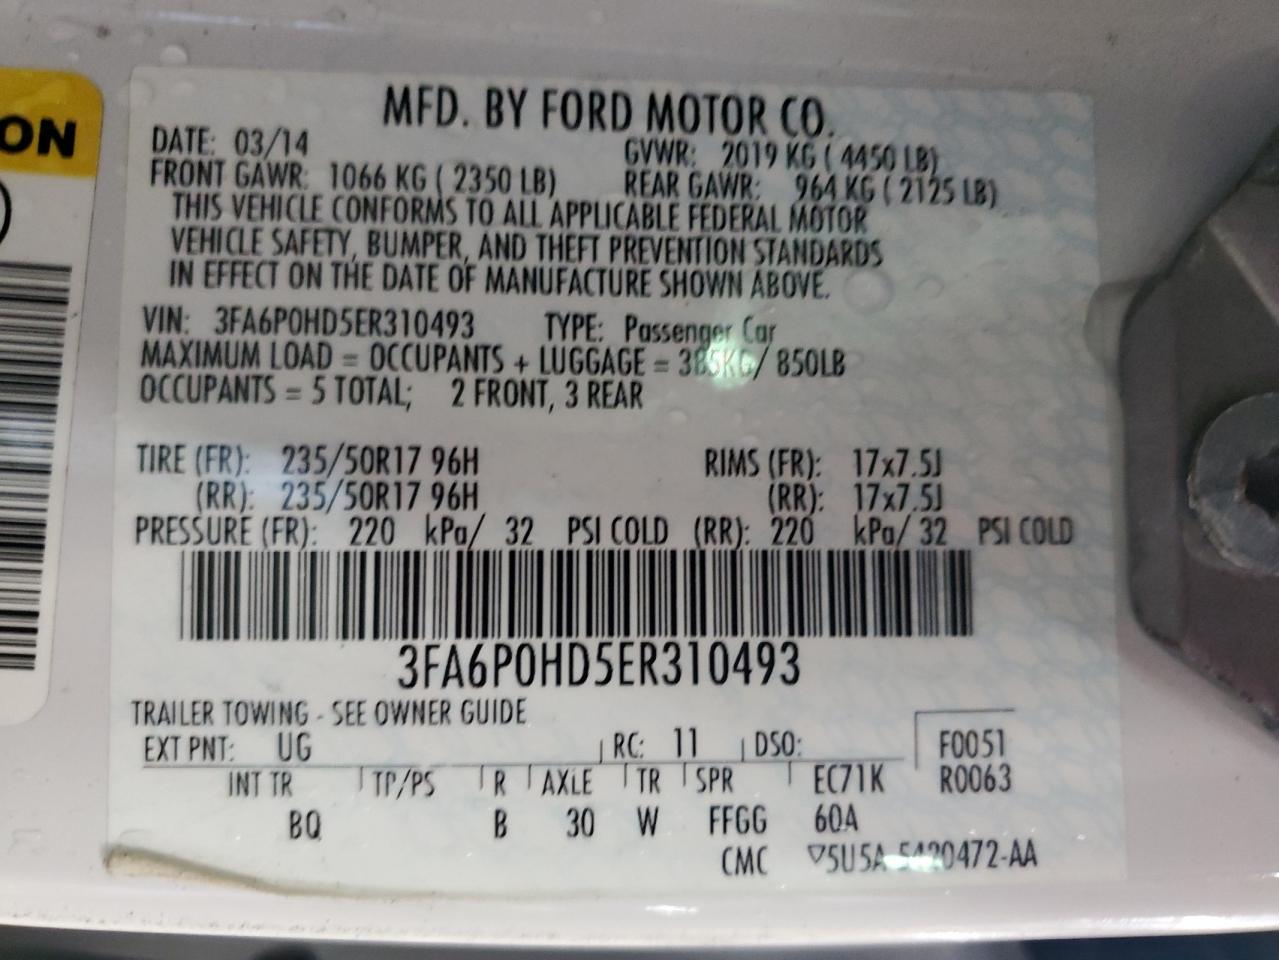 ON
MFD. BY FORD MOTOR CO.
DATE: 03/14 GVWR: 2019 KG ( 4450 LB)
FRONT GAWR: 1066 KG ( 2350 LB) REAR GAWR: 964 KG ( 2125 LB)
THIS VEHICLE CONFORMS TO ALL APPLICABLE FEDERAL MOTOR
VEHICLE SAFETY, BUMPER, AND THEFT PREVENTION STANDARDS
IN EFFECT ON THE DATE OF MANUFACTURE SHOWN ABOVE.
VIN: 3FA6P0HD5ER310493 TYPE: Passenger Car
MAXIMUM LOAD = OCCUPANTS + LUGGAGE = 385KG/ 850LB
OCCUPANTS = 5 TOTAL; 2 FRONT, 3 REAR
TIRE (FR): 235/50R17 96H RIMS (FR): 17x7.5J
(RR): 235/50R17 96H (RR): 17x7.5J
PRESSURE (FR): 220 kPa/ 32 PSI COLD (RR): 220 kPa/ 32 PSI COLD
3FA6P0HD5ER310493
TRAILER TOWING - SEE OWNER GUIDE
EXT PNT: UG RC: 11 DSO: F0051
INT TR TP/PS R AXLE TR SPR EC71K R0063
BQ B 30 W FFGG 60A
CMC ▽5U5A-5420472-AA